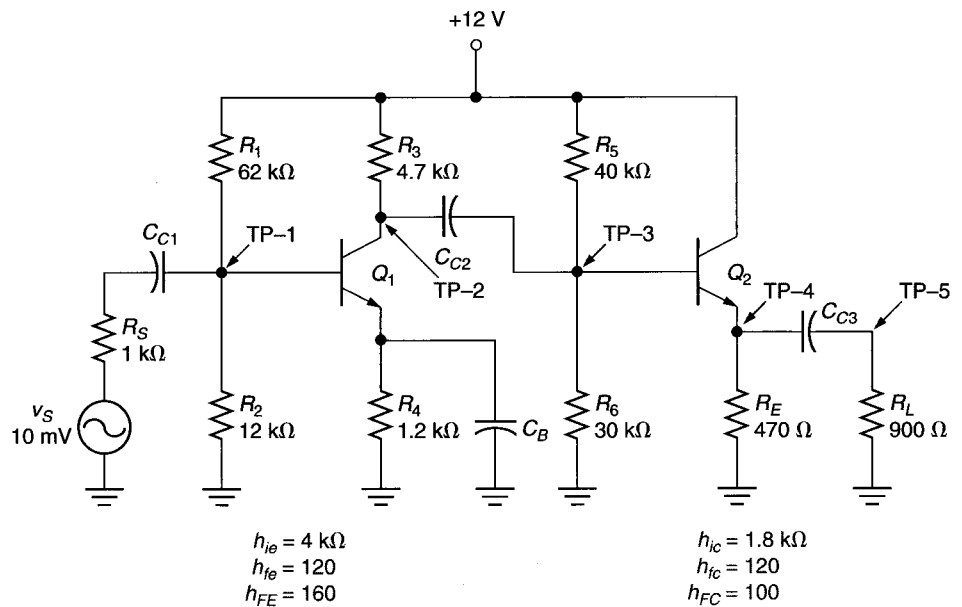 +12 V
R1
62 kΩ
R3
4.7 kΩ
R5
40 kΩ
CC1
TP–1
CC2
Q1
TP–2
TP–3
Q2
TP–4
CC3
TP–5
RS
1 kΩ
vS
10 mV
R2
12 kΩ
R4
1.2 kΩ
CB
R6
30 kΩ
RE
470 Ω
RL
900 Ω
hie = 4 kΩ
hfe = 120
hFE = 160
hic = 1.8 kΩ
hfc = 120
hFC = 100